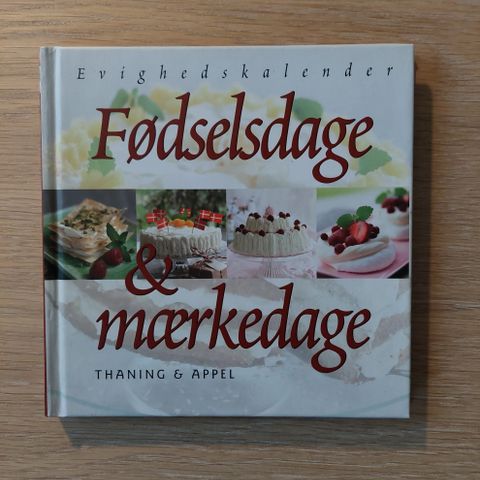 Evighedskalender
Fødselsdage
&
mærkedage
THANING & APPEL